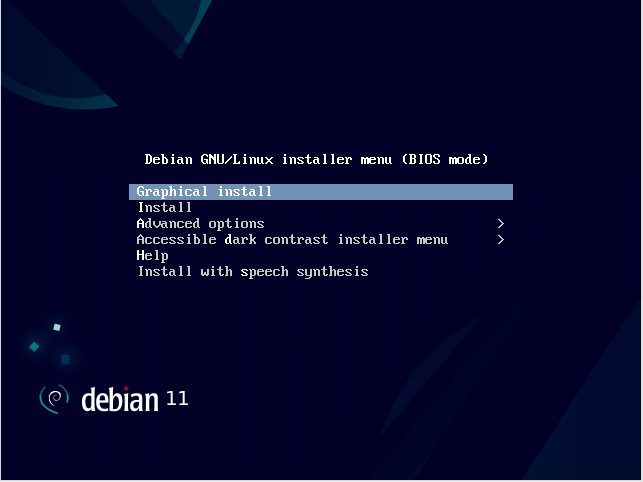 Debian GNU/Linux installer menu (BIOS mode)
Graphical install
Install
Advanced options >
Accessible dark contrast installer menu >
Help
Install with speech synthesis
debian 11